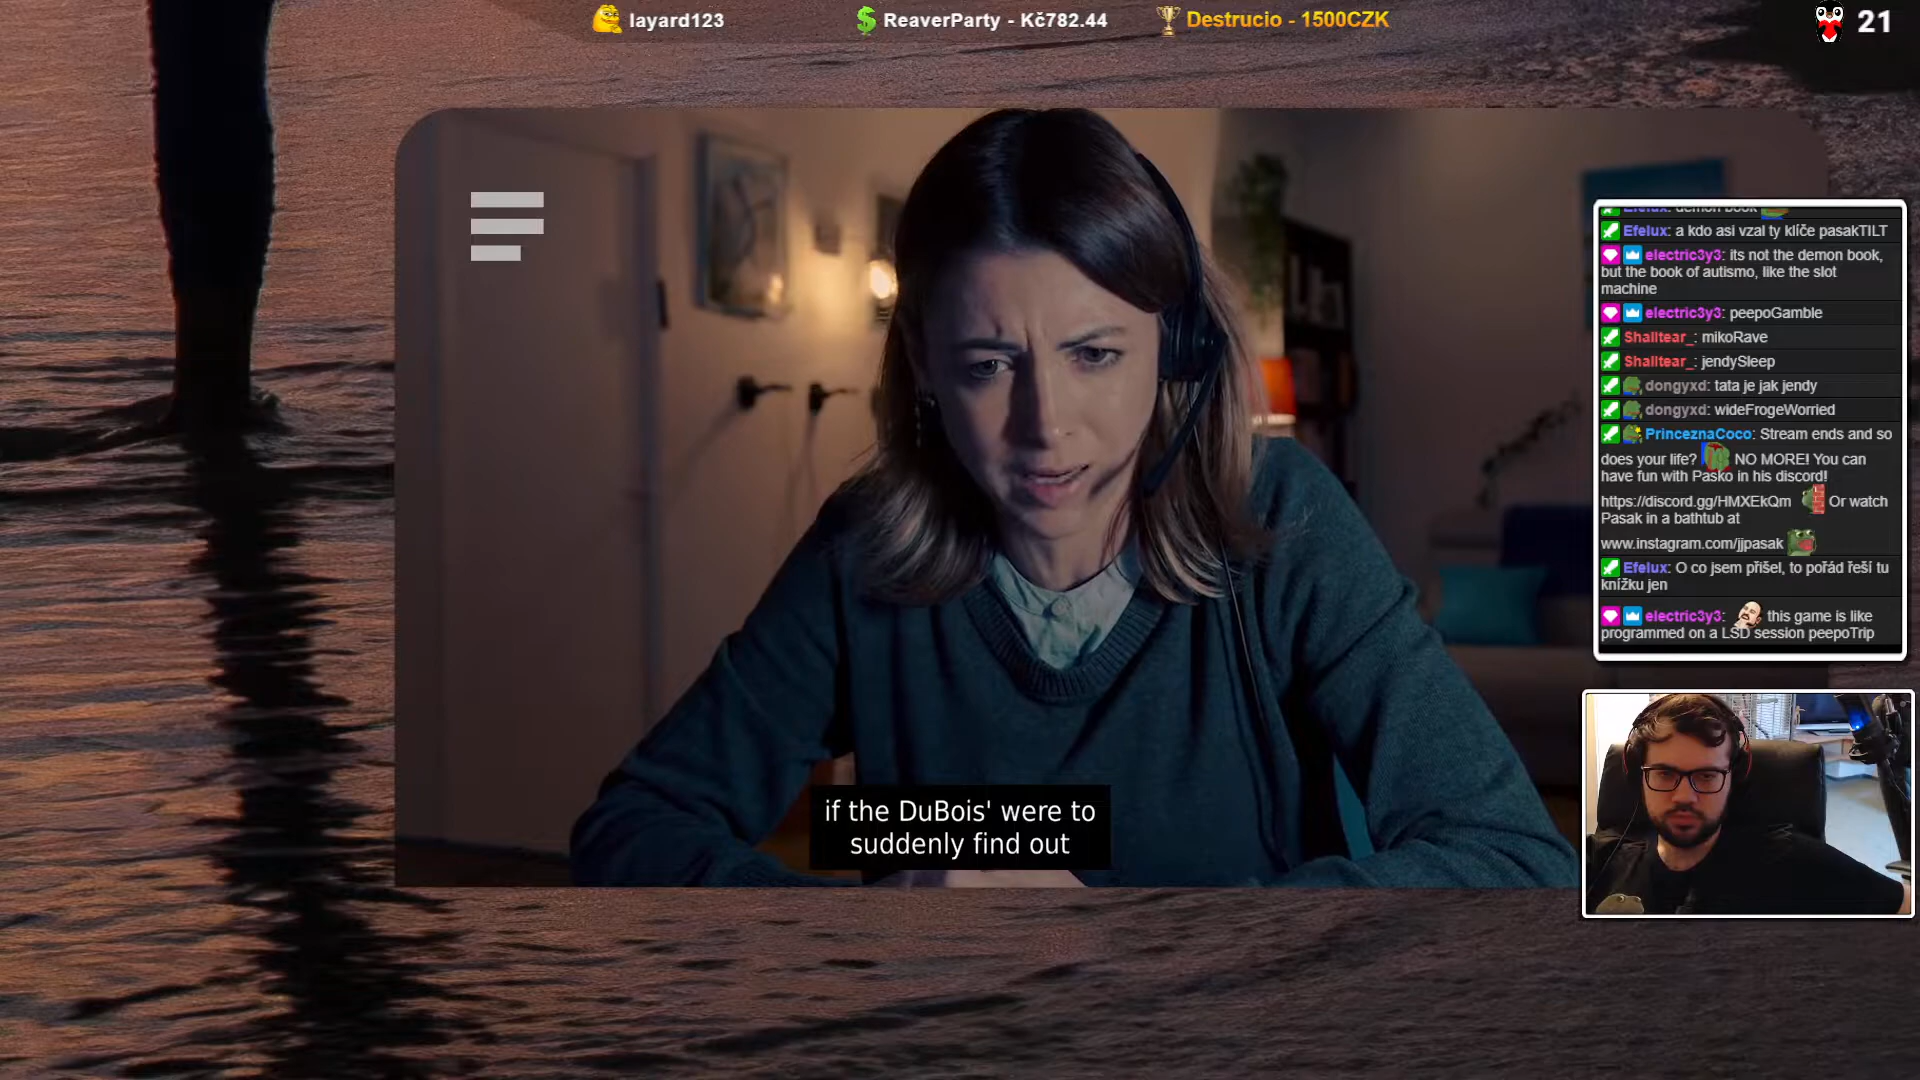 layard123
ReaverParty - Kč782.44
Destrucio - 1500CZK
21
Efelux: demon book
Efelux: a kdo asi vzal ty klíče pasakTILT
electric3y3: its not the demon book,
but the book of autismo, like the slot
machine
electric3y3: peepoGamble
Shalltear_: mikoRave
Shalltear_: jendySleep
dongyxd: tata je jak jendy
dongyxd: wideFrogeWorried
PrinceznaCoco: Stream ends and so
does your life? NO MORE! You can
have fun with Pasko in his discord!
https://discord.gg/HMXEkQm Or watch
Pasak in a bathtub at
www.instagram.com/jjpasak
Efelux: O co jsem přišel, to pořád řeší tu
knížku jen
electric3y3: this game is like
programmed on a LSD session peepoTrip
if the DuBois' were to
suddenly find out